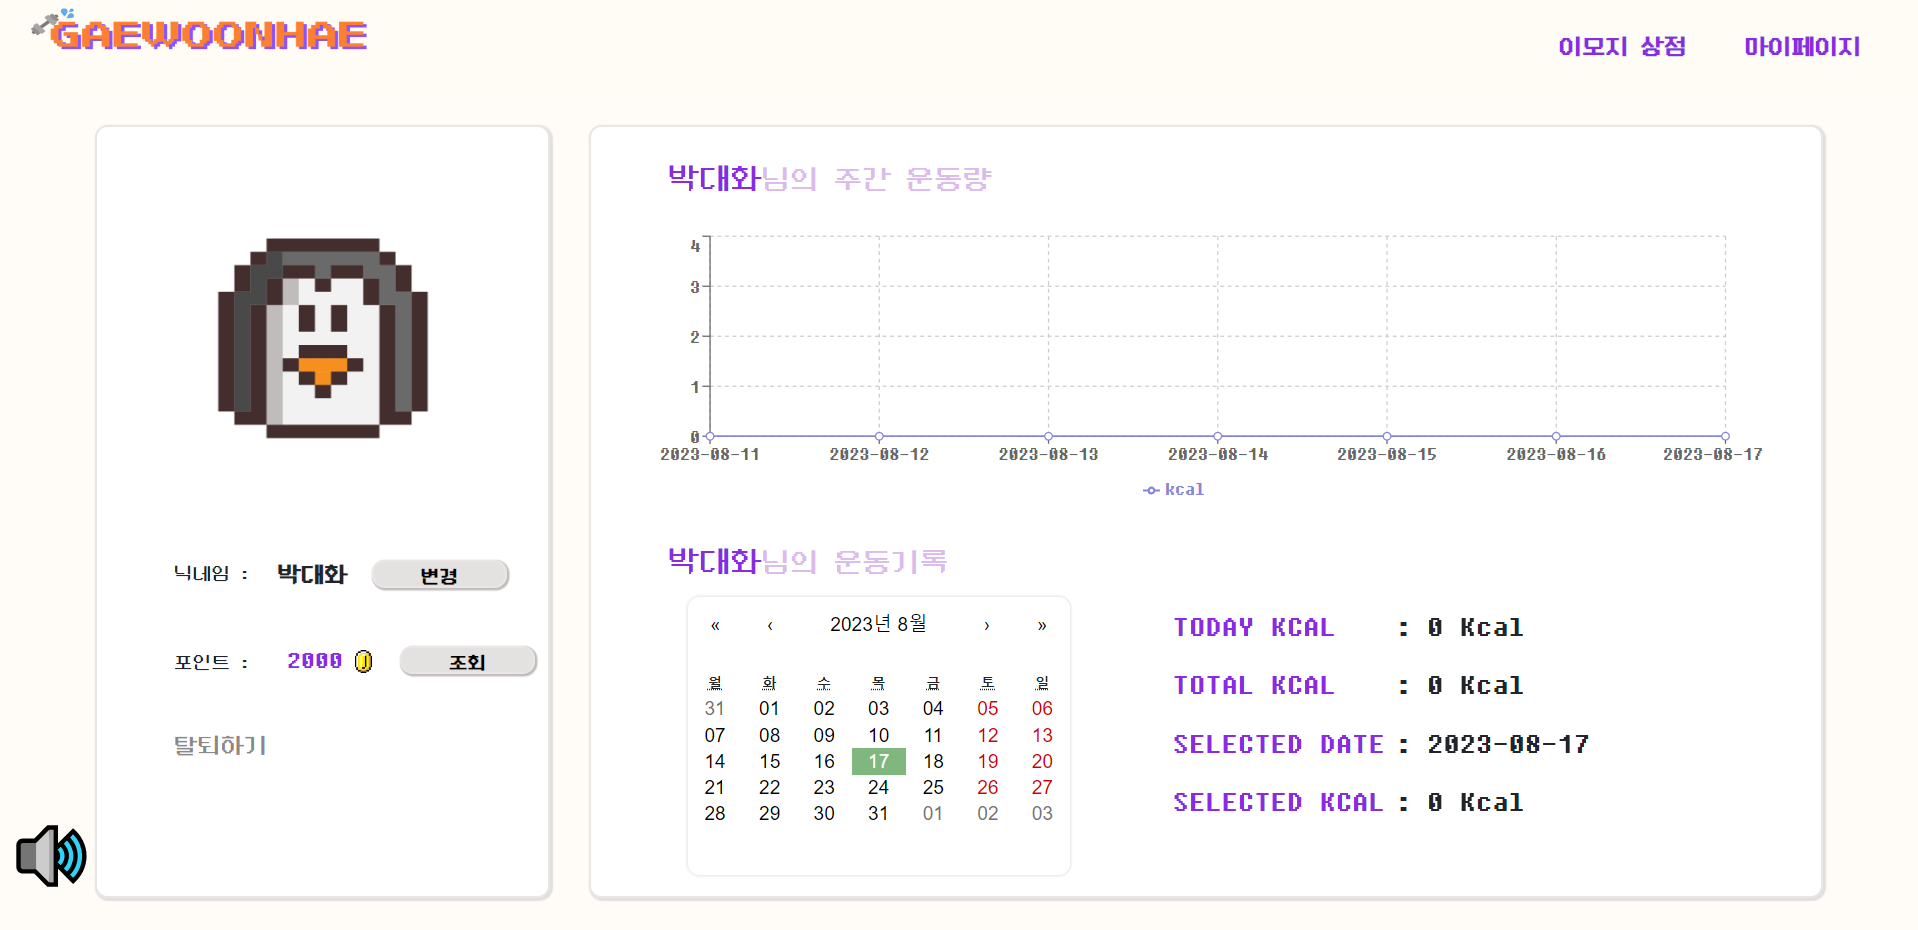 GAEWOONHAE
이모지 상점 마이페이지
닉네임 : 박대화 변경
포인트 : 2000 조회
탈퇴하기
박대화님의 주간 운동량
4
3
2
1
0
2023-08-11 2023-08-12 2023-08-13 2023-08-14 2023-08-15 2023-08-16 2023-08-17
kcal
박대화님의 운동기록
« ‹ 2023년 8월 › »
월 화 수 목 금 토 일
31 01 02 03 04 05 06
07 08 09 10 11 12 13
14 15 16 17 18 19 20
21 22 23 24 25 26 27
28 29 30 31 01 02 03
TODAY KCAL : 0 Kcal
TOTAL KCAL : 0 Kcal
SELECTED DATE : 2023-08-17
SELECTED KCAL : 0 Kcal